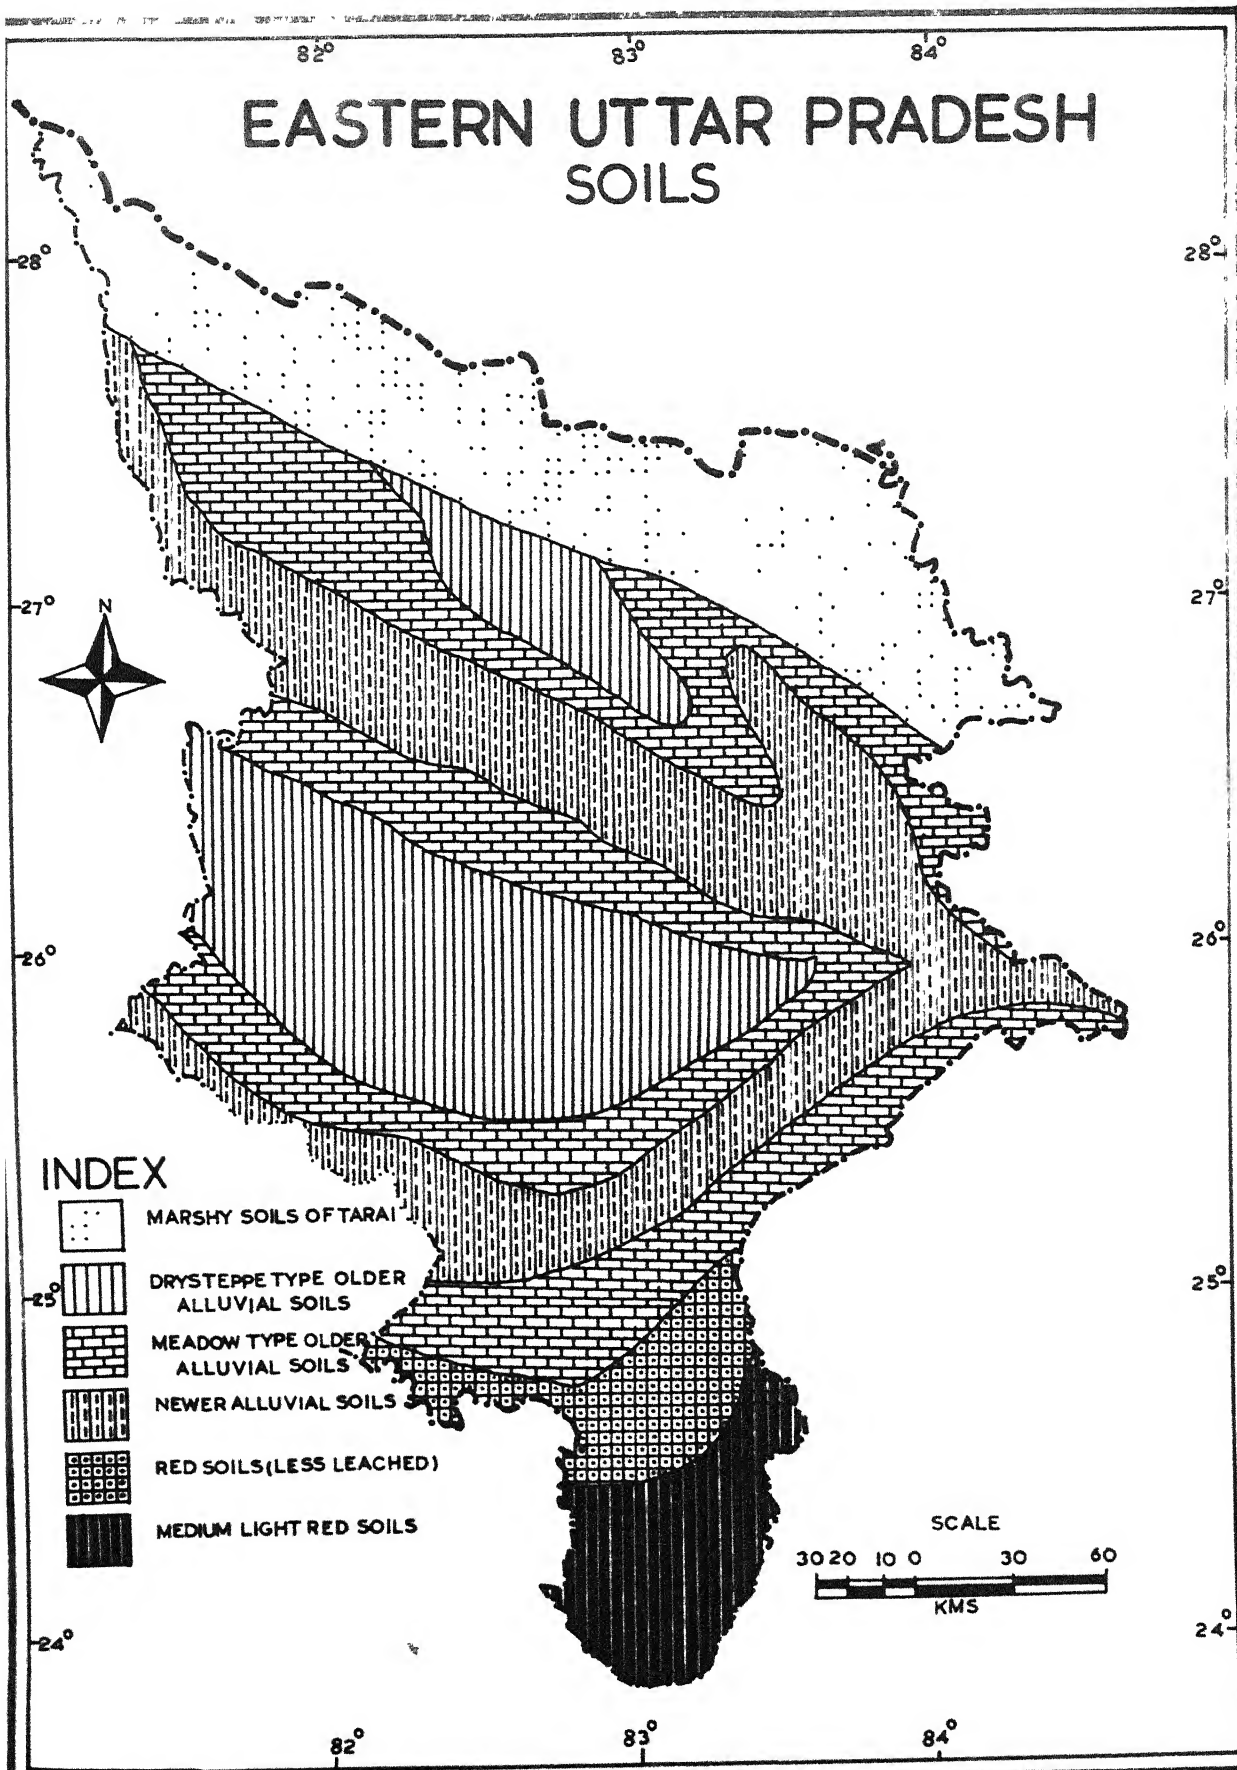 82° 83° 84°
EASTERN UTTAR PRADESH
SOILS
28° 28°
27° 27°
N
26° 26°
INDEX
MARSHY SOILS OF TARAI
DRYSTEPPE TYPE OLDER
ALLUVIAL SOILS
25° 25°
MEADOW TYPE OLDER
ALLUVIAL SOILS
NEWER ALLUVIAL SOILS
RED SOILS (LESS LEACHED)
MEDIUM LIGHT RED SOILS
SCALE
30 20 10 0 30 60
KMS
24° 24°
82° 83° 84°